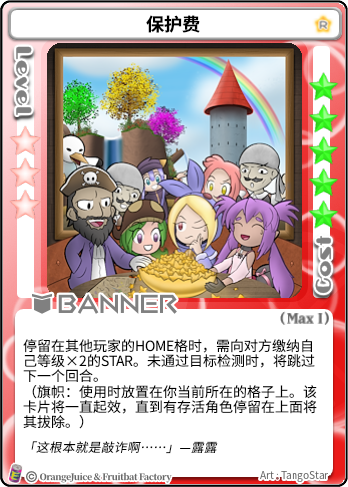 保护费
R
Level
Cost
BANNER
(Max 1)
停留在其他玩家的HOME格时，需向对方缴纳自
己等级×2的STAR。未通过目标检测时，将跳过
下一个回合。
（旗帜：使用时放置在你当前所在的格子上。该
卡片将一直起效，直到有存活角色停留在上面将
其拔除。）
「这根本就是敲诈啊……」—露露
© OrangeJuice & Fruitbat Factory
Art: TangoStar